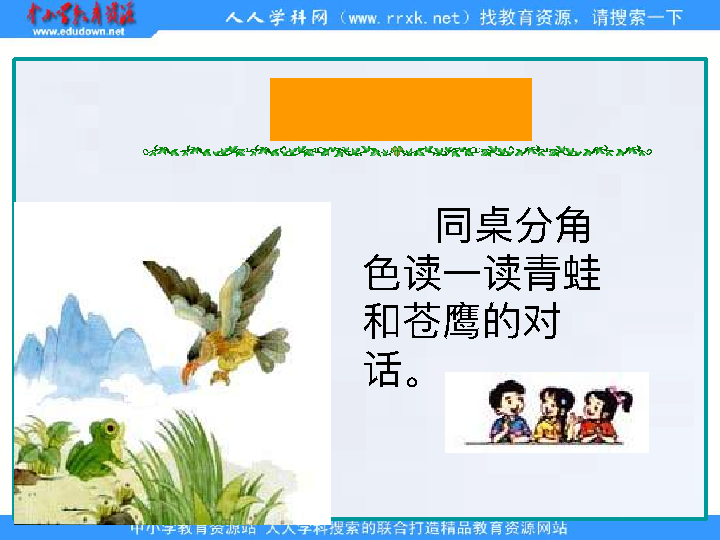 中小学教育资源
www.edudown.net
人人学科网（www.rrxk.net）找教育资源，请搜索一下
同桌分角
色读一读青蛙
和苍鹰的对
话。
中小学教育资源站 人人学科搜索的联合打造精品教育资源网站